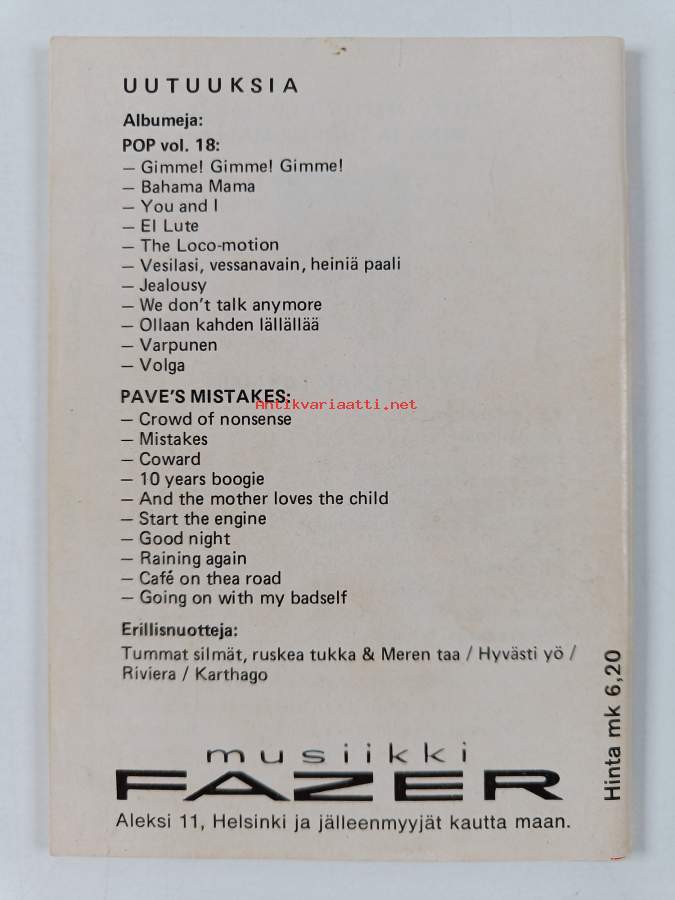 UUTUUKSIA
Albumeja:
POP vol. 18:
— Gimme! Gimme! Gimme!
— Bahama Mama
— You and I
— El Lute
— The Loco-motion
— Vesilasi, vessanavain, heiniä paali
— Jealousy
— We don't talk anymore
— Ollaan kahden lällällää
— Varpunen
— Volga
PAVE'S MISTAKES:
Antikvariaatti.net
— Crowd of nonsense
— Mistakes
— Coward
— 10 years boogie
— And the mother loves the child
— Start the engine
— Good night
— Raining again
— Café on thea road
— Going on with my badself
Erillisnuotteja:
Tummat silmät, ruskea tukka & Meren taa / Hyvästi yö /
Riviera / Karthago
musiikki
FAZER
Aleksi 11, Helsinki ja jälleenmyyjät kautta maan.
Hinta mk 6,20